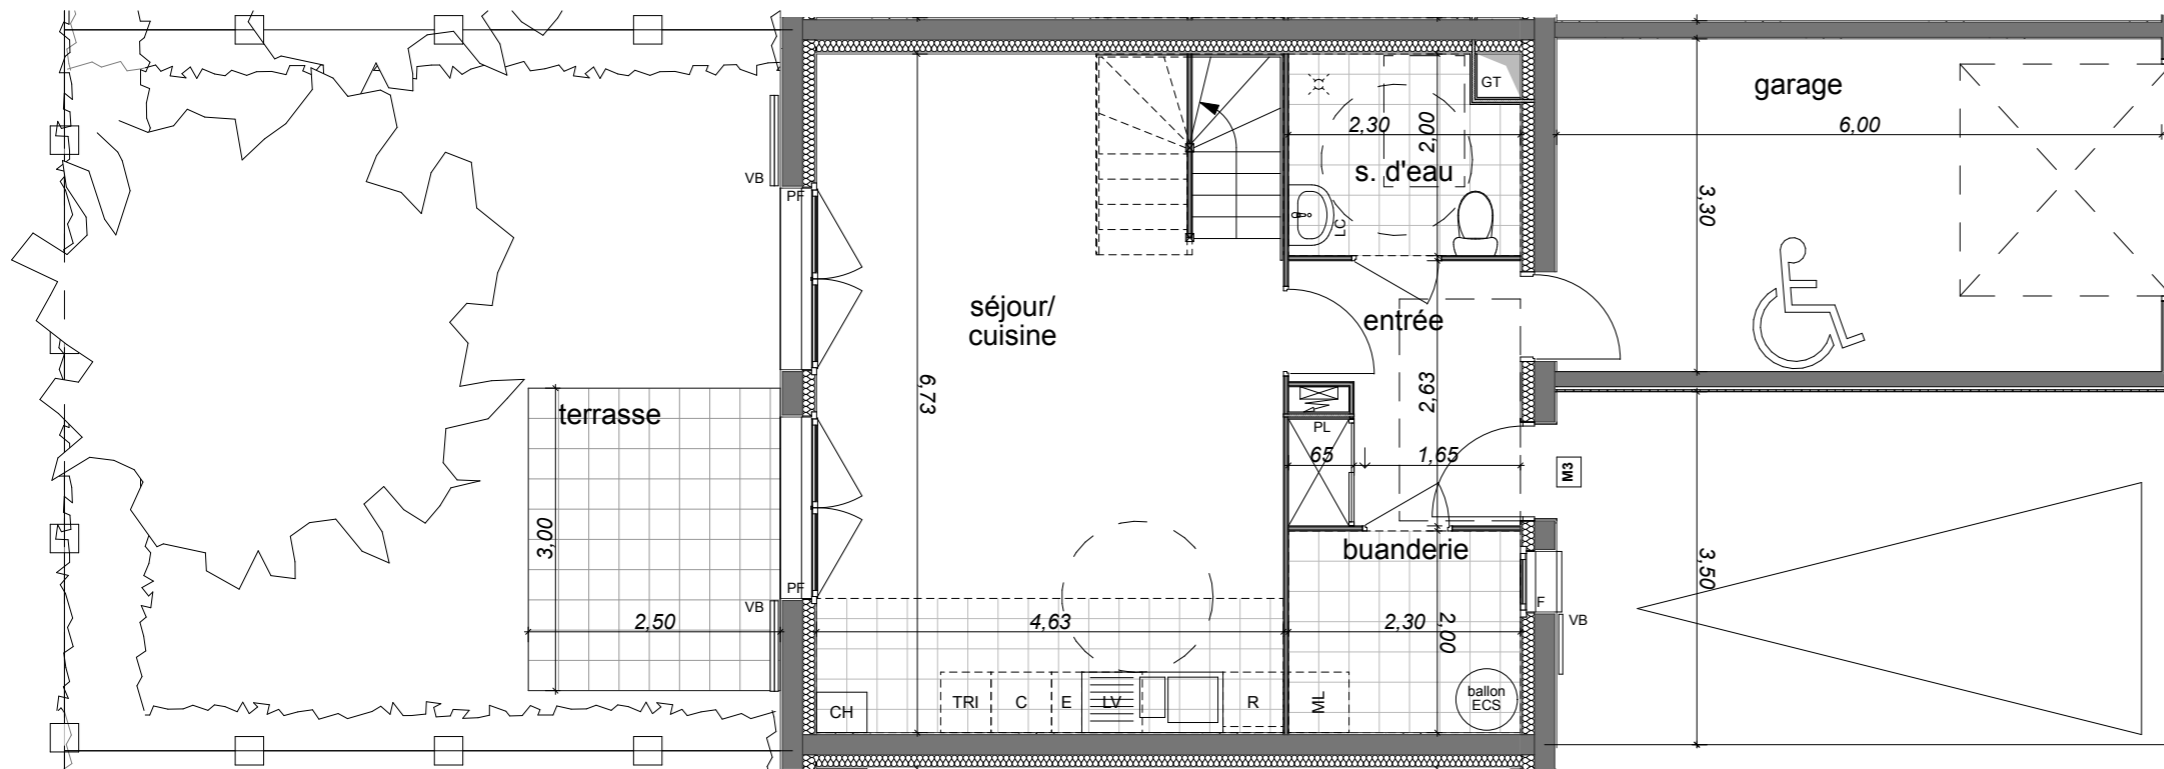 garage
GT
6,00
2,30
2,00
s. d'eau
VB
PF
LC
3,30
séjour/
cuisine
entrée
6,73
2,63
terrasse
PL
65
1,65
M3
3,00
buanderie
3,50
PF
VB
F
VB
2,50
4,63
2,30
2,00
TRI
C
E
LV
R
ML
ballon
ECS
CH